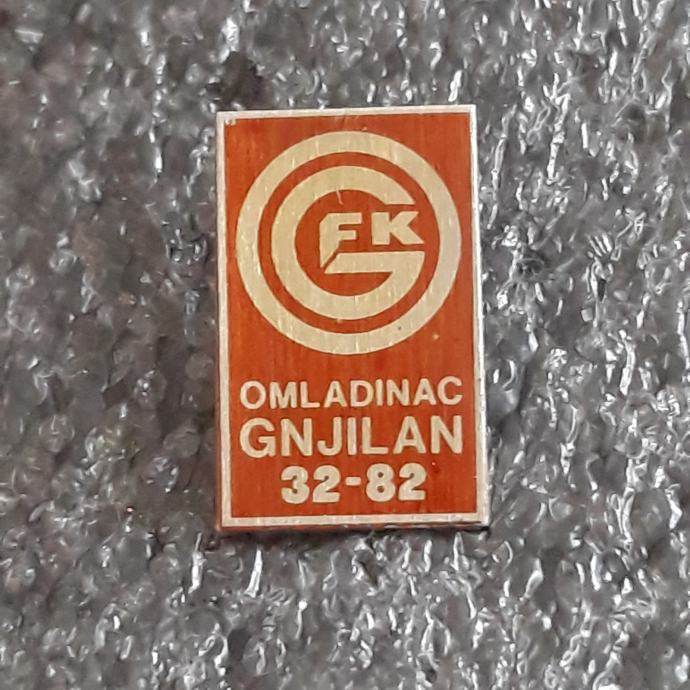 G FK
OMLADINAC
GNJILAN
32-82